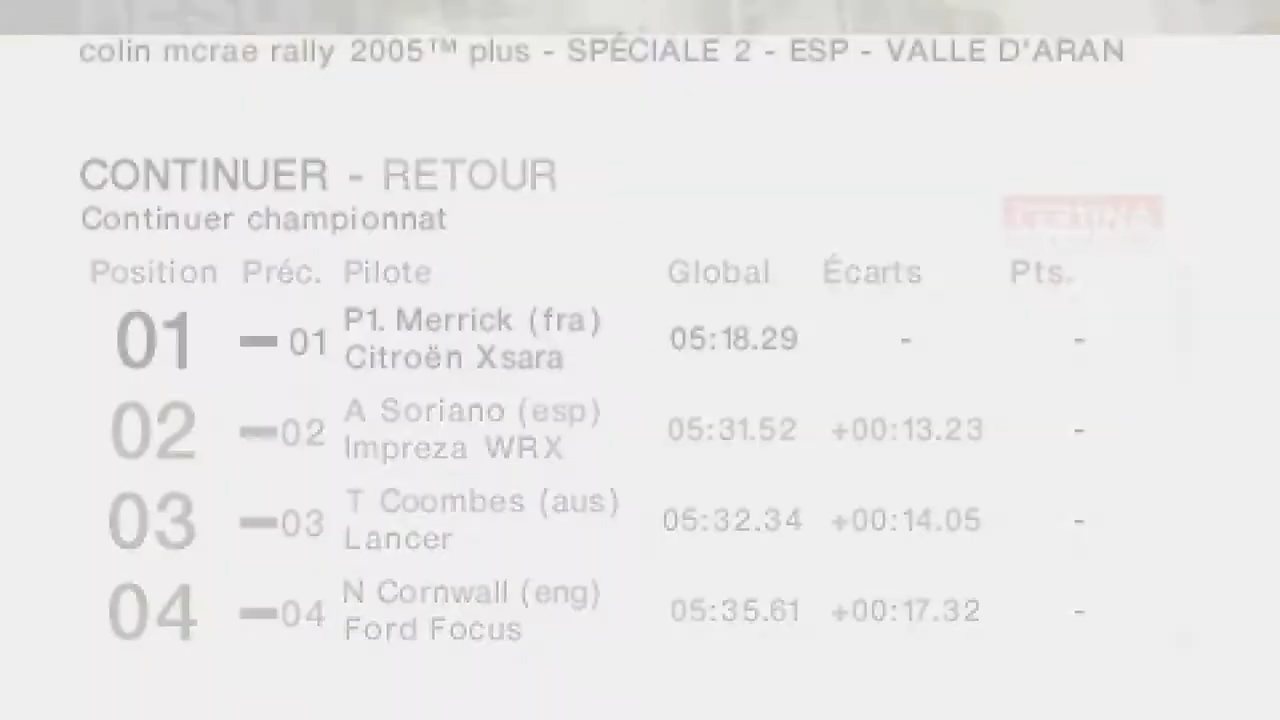 colin mcrae rally 2005™ plus - SPÉCIALE 2 - ESP - VALLE D'ARAN
CONTINUER - RETOUR
Continuer championnat
Position Préc. Pilote Global Écarts Pts.
01 01 P1. Merrick (fra) 05:18.29 - -
Citroën Xsara
02 02 A Soriano (esp) 05:31.52 +00:13.23 -
Impreza WRX
03 03 T Coombes (aus) 05:32.34 +00:14.05 -
Lancer
04 04 N Cornwall (eng) 05:35.61 +00:17.32 -
Ford Focus